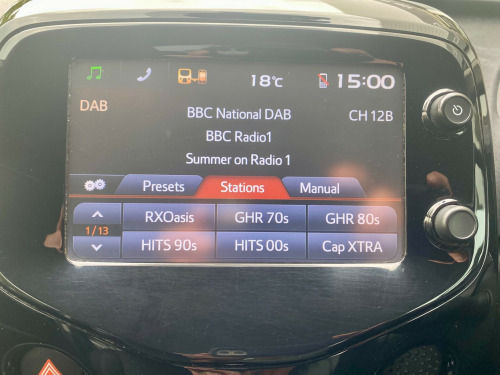 18°C 15:00
DAB
BBC National DAB CH 12B
BBC Radio1
Summer on Radio 1
Presets Stations Manual
RXOasis GHR 70s GHR 80s
1/13
HITS 90s HITS 00s Cap XTRA